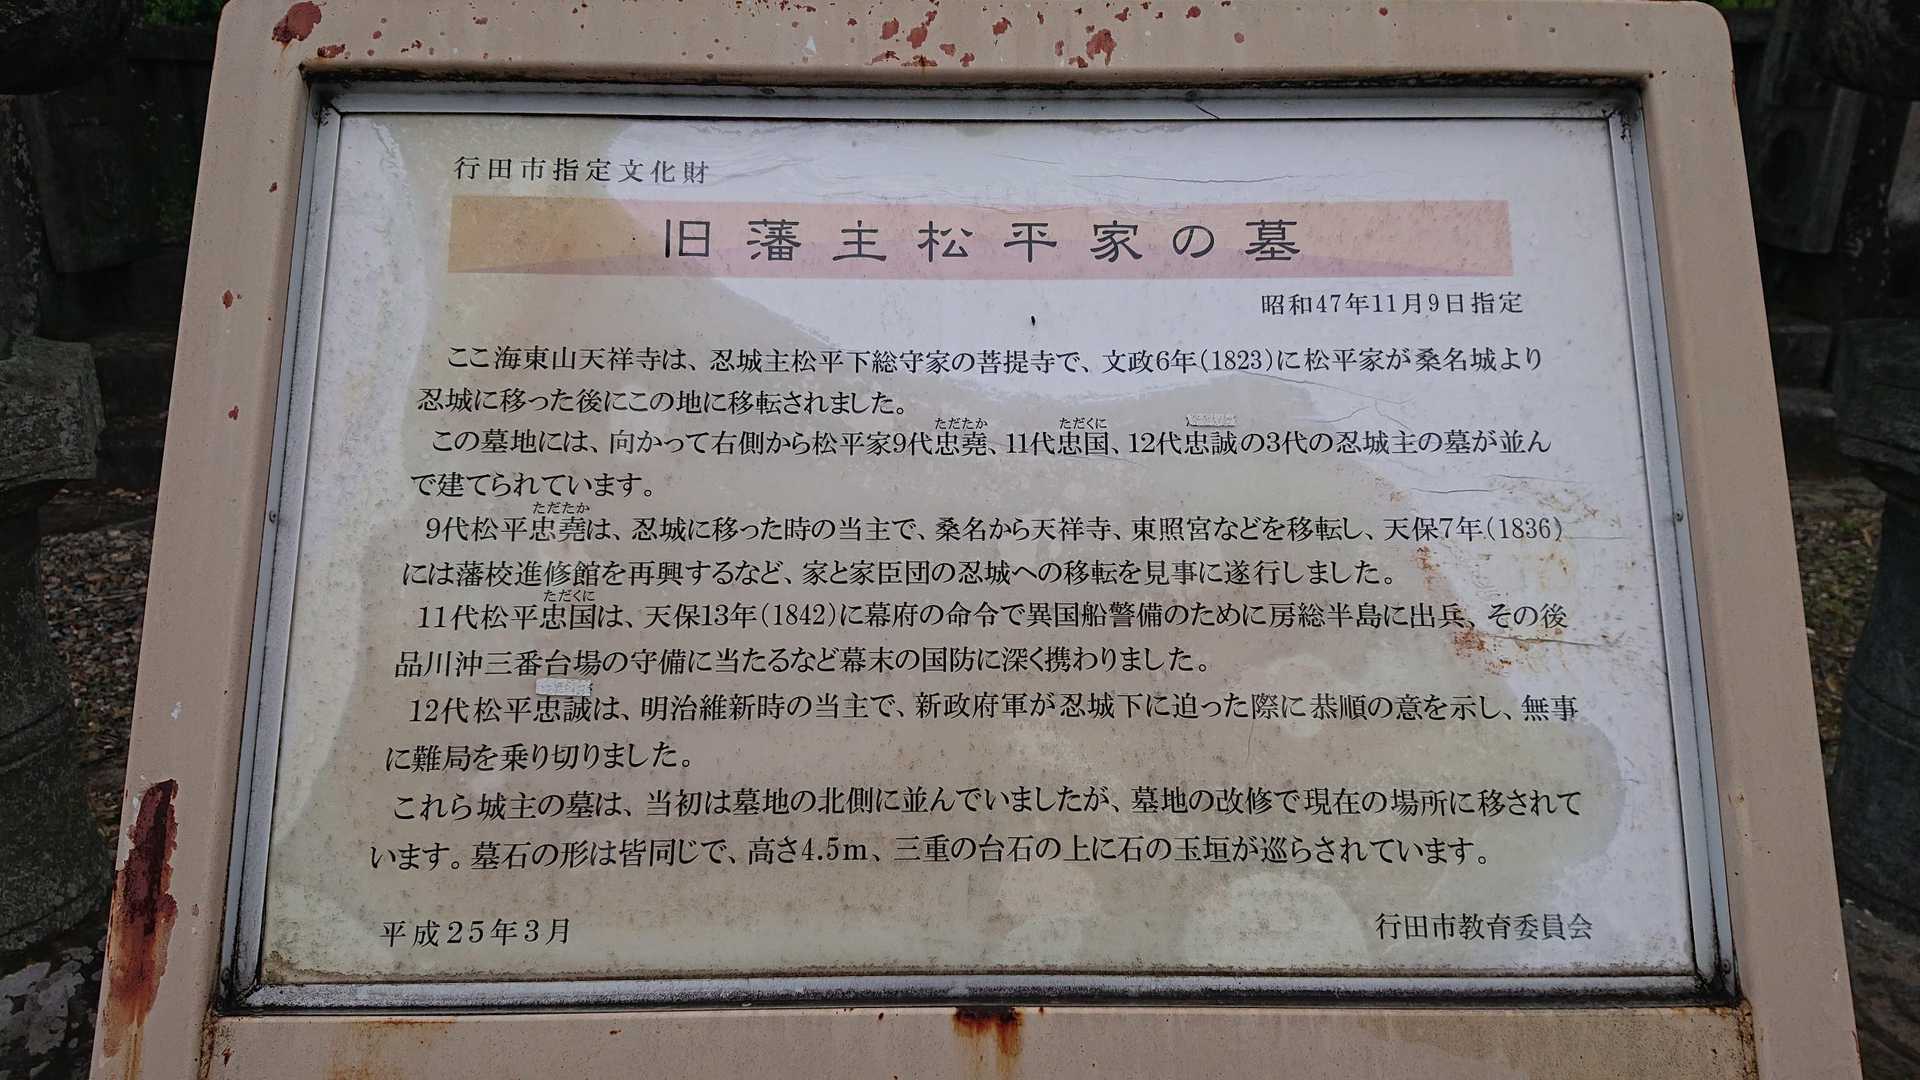 行田市指定文化財
旧藩主松平家の墓
昭和47年11月9日指定
ここ海東山天祥寺は、忍城主松平下総守家の菩提寺で、文政6年(1823)に松平家が桑名城より
忍城に移った後にこの地に移転されました。
ただたか ただくに
この墓地には、向かって右側から松平家9代忠堯、11代忠国、12代忠誠の3代の忍城主の墓が並ん
で建てられています。
ただたか
9代松平忠堯は、忍城に移った時の当主で、桑名から天祥寺、東照宮などを移転し、天保7年(1836)
には藩校進修館を再興するなど、家と家臣団の忍城への移転を見事に遂行しました。
ただくに
11代松平忠国は、天保13年(1842)に幕府の命令で異国船警備のために房総半島に出兵、その後
品川沖三番台場の守備に当たるなど幕末の国防に深く携わりました。
12代松平忠誠は、明治維新時の当主で、新政府軍が忍城下に迫った際に恭順の意を示し、無事
に難局を乗り切りました。
これら城主の墓は、当初は墓地の北側に並んでいましたが、墓地の改修で現在の場所に移されて
います。墓石の形は皆同じで、高さ4.5m、三重の台石の上に石の玉垣が巡らされています。
平成25年3月
行田市教育委員会